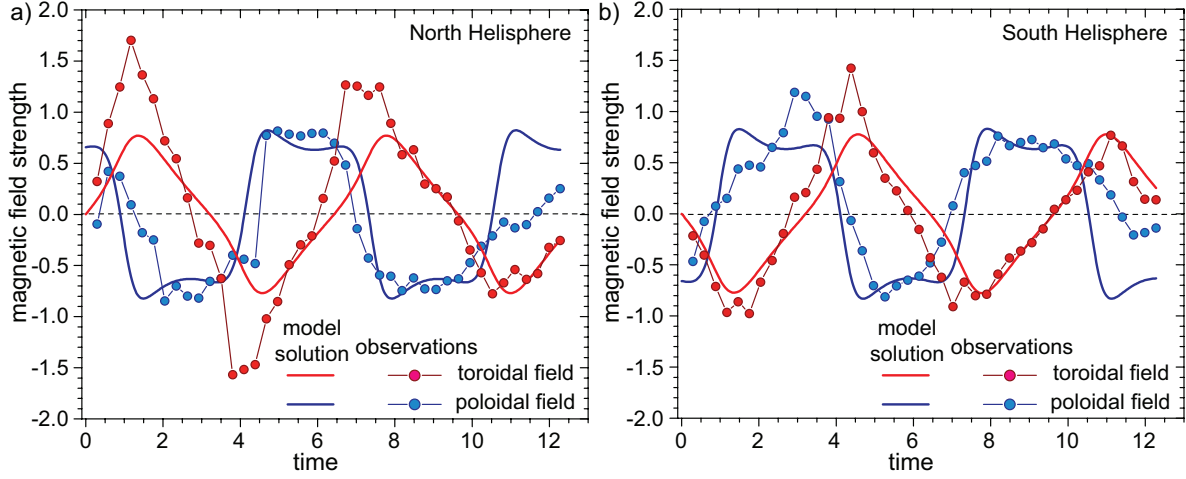 a)
North Helisphere
2.0
1.5
1.0
0.5
0.0
-0.5
-1.0
-1.5
-2.0
magnetic field strength
0 2 4 6 8 10 12
time
model
solution observations
toroidal field
poloidal field
b)
South Helisphere
2.0
1.5
1.0
0.5
0.0
-0.5
-1.0
-1.5
-2.0
magnetic field strength
0 2 4 6 8 10 12
time
model
solution observations
toroidal field
poloidal field